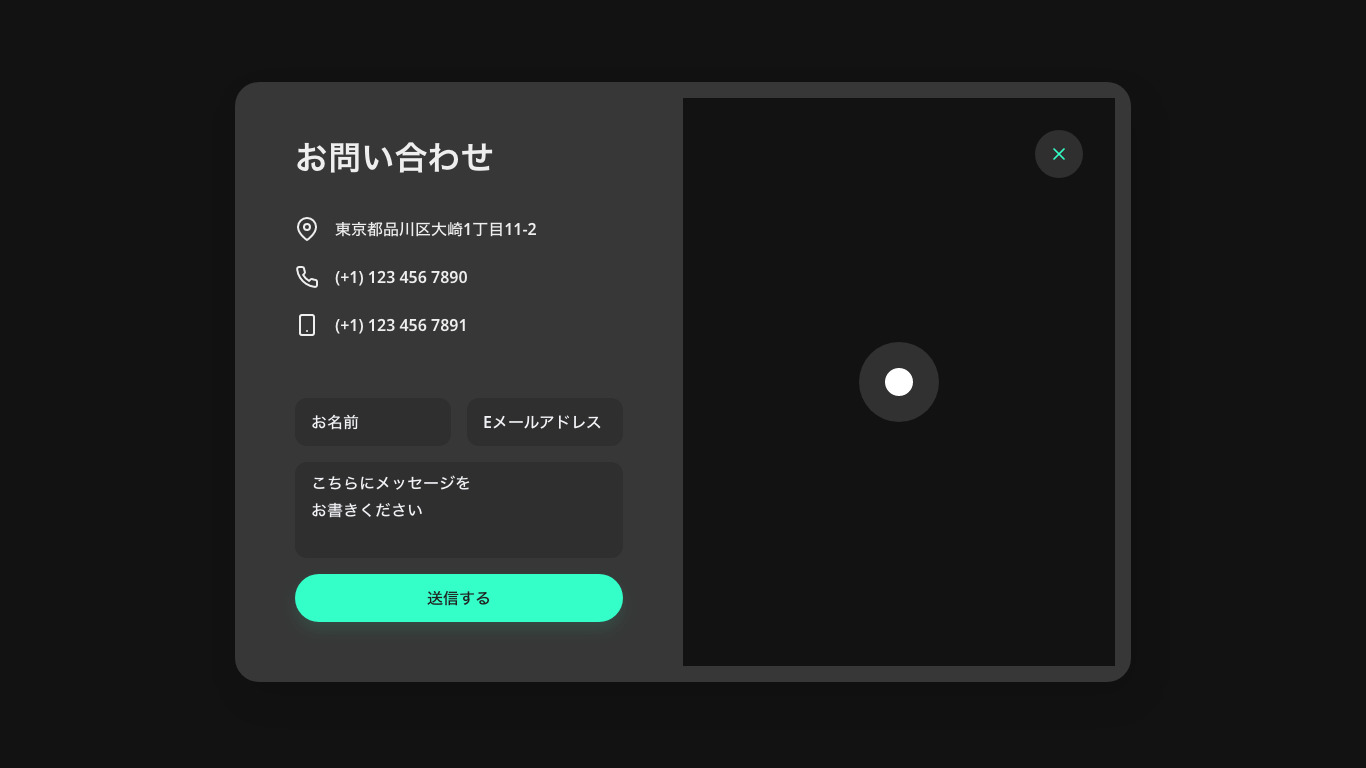 お問い合わせ
東京都品川区大崎1丁目11-2
(+1) 123 456 7890
(+1) 123 456 7891
お名前
Eメールアドレス
こちらにメッセージを
お書きください
送信する